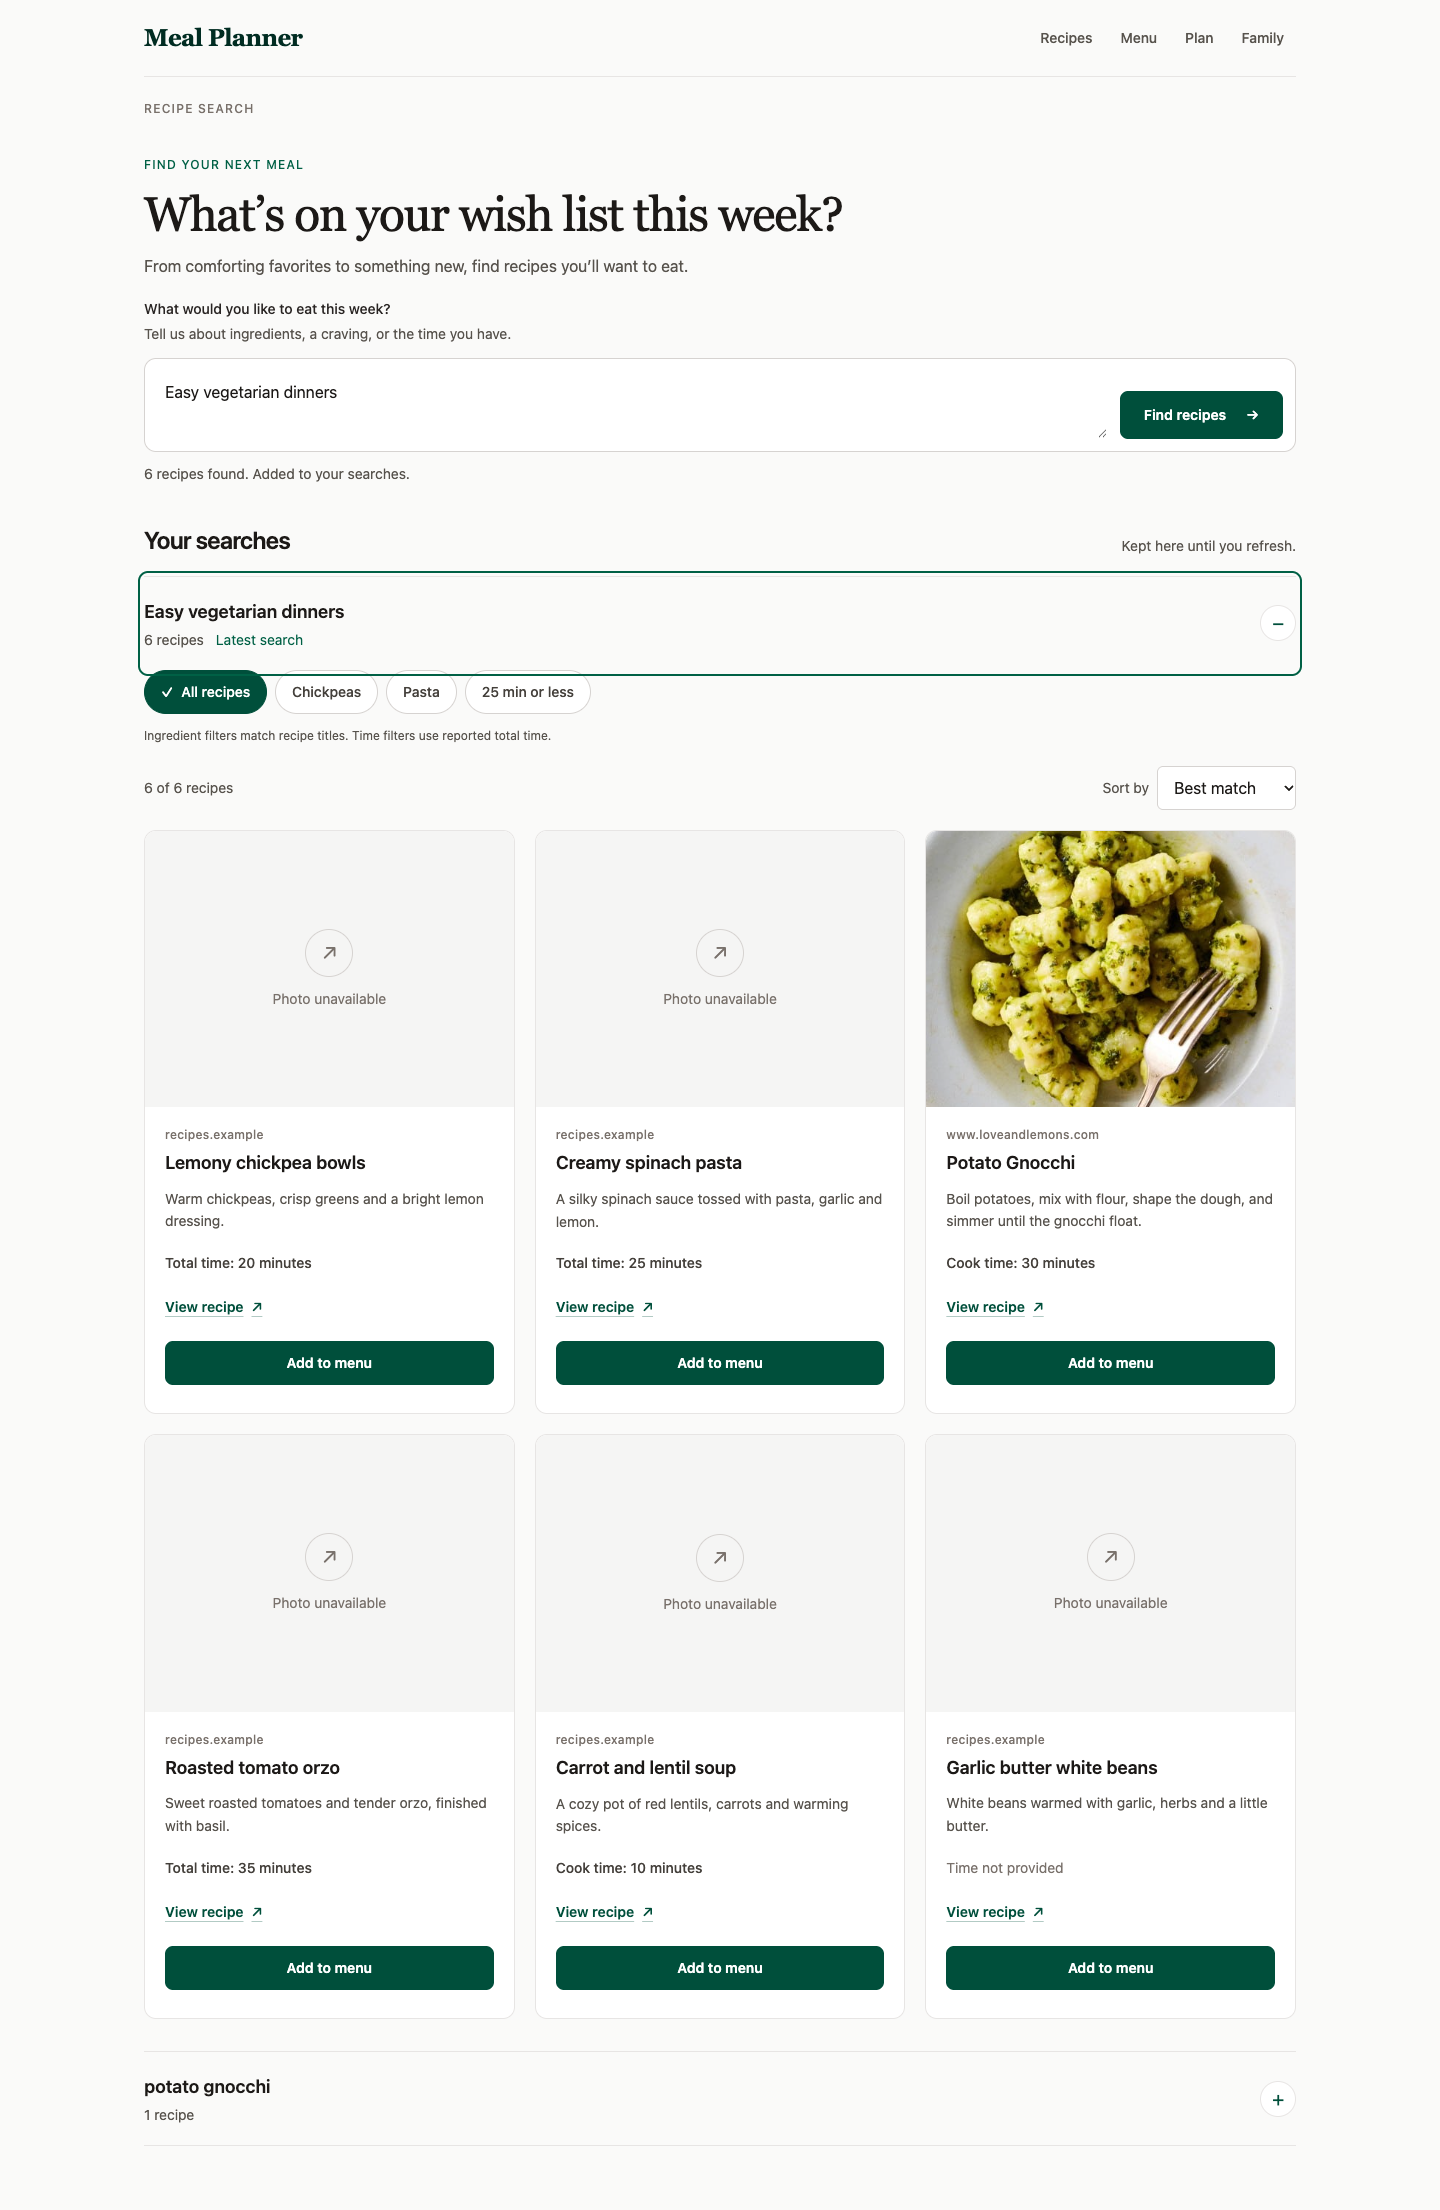 Meal Planner
Recipes Menu Plan Family
RECIPE SEARCH
FIND YOUR NEXT MEAL
What’s on your wish list this week?
From comforting favorites to something new, find recipes you’ll want to eat.
What would you like to eat this week?
Tell us about ingredients, a craving, or the time you have.
Easy vegetarian dinners
Find recipes →
6 recipes found. Added to your searches.
Your searches
Kept here until you refresh.
Easy vegetarian dinners
6 recipes Latest search
−
✓ All recipes Chickpeas Pasta 25 min or less
Ingredient filters match recipe titles. Time filters use reported total time.
6 of 6 recipes
Sort by Best match
↗
Photo unavailable
recipes.example
Lemony chickpea bowls
Warm chickpeas, crisp greens and a bright lemon
dressing.
Total time: 20 minutes
View recipe ↗
Add to menu
↗
Photo unavailable
recipes.example
Creamy spinach pasta
A silky spinach sauce tossed with pasta, garlic and
lemon.
Total time: 25 minutes
View recipe ↗
Add to menu
www.loveandlemons.com
Potato Gnocchi
Boil potatoes, mix with flour, shape the dough, and
simmer until the gnocchi float.
Cook time: 30 minutes
View recipe ↗
Add to menu
↗
Photo unavailable
recipes.example
Roasted tomato orzo
Sweet roasted tomatoes and tender orzo, finished
with basil.
Total time: 35 minutes
View recipe ↗
Add to menu
↗
Photo unavailable
recipes.example
Carrot and lentil soup
A cozy pot of red lentils, carrots and warming
spices.
Cook time: 10 minutes
View recipe ↗
Add to menu
↗
Photo unavailable
recipes.example
Garlic butter white beans
White beans warmed with garlic, herbs and a little
butter.
Time not provided
View recipe ↗
Add to menu
potato gnocchi
1 recipe
+